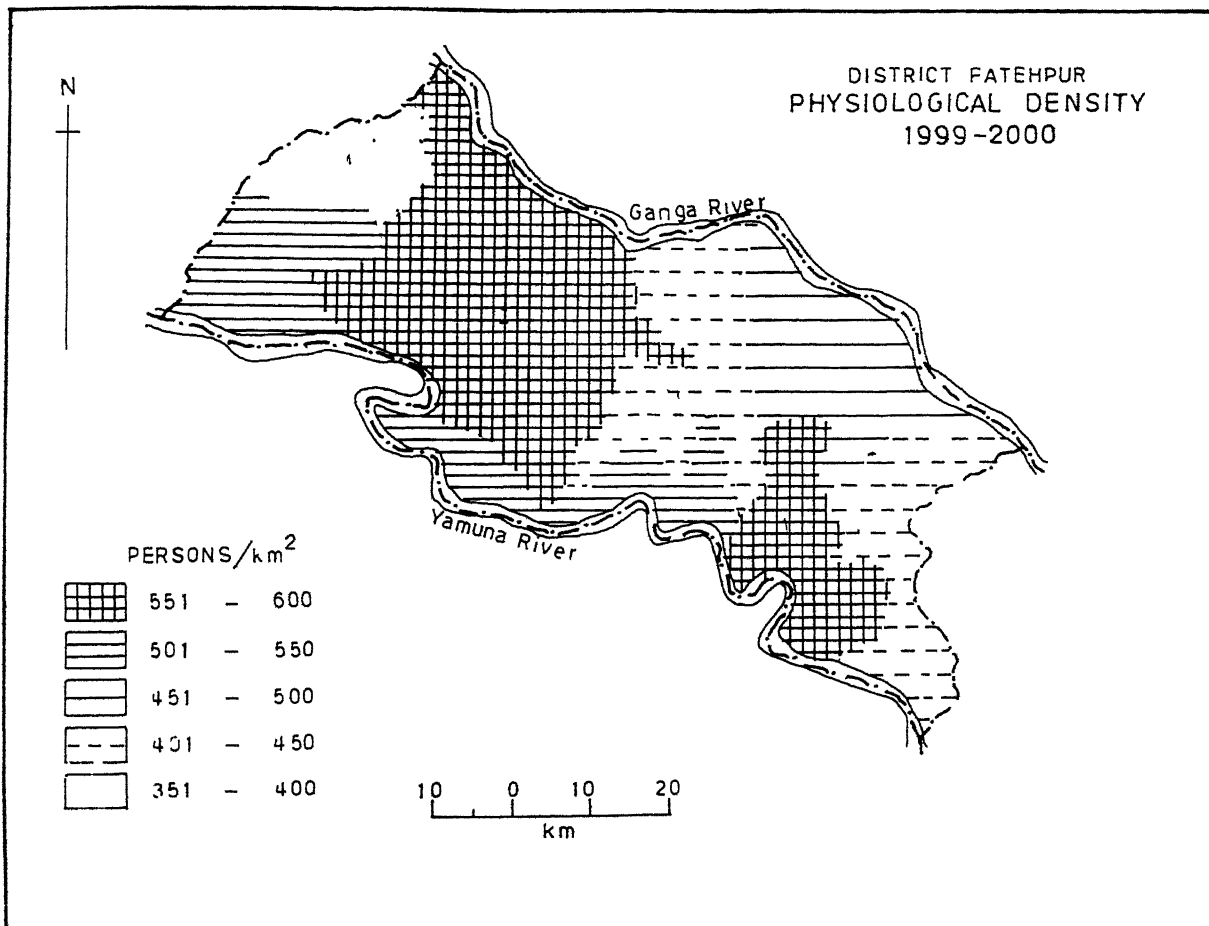 DISTRICT FATEHPUR
PHYSIOLOGICAL DENSITY
1999-2000
N
Ganga River
Yamuna River
PERSONS/km²
551 - 600
501 - 550
451 - 500
401 - 450
351 - 400
10 0 10 20
km